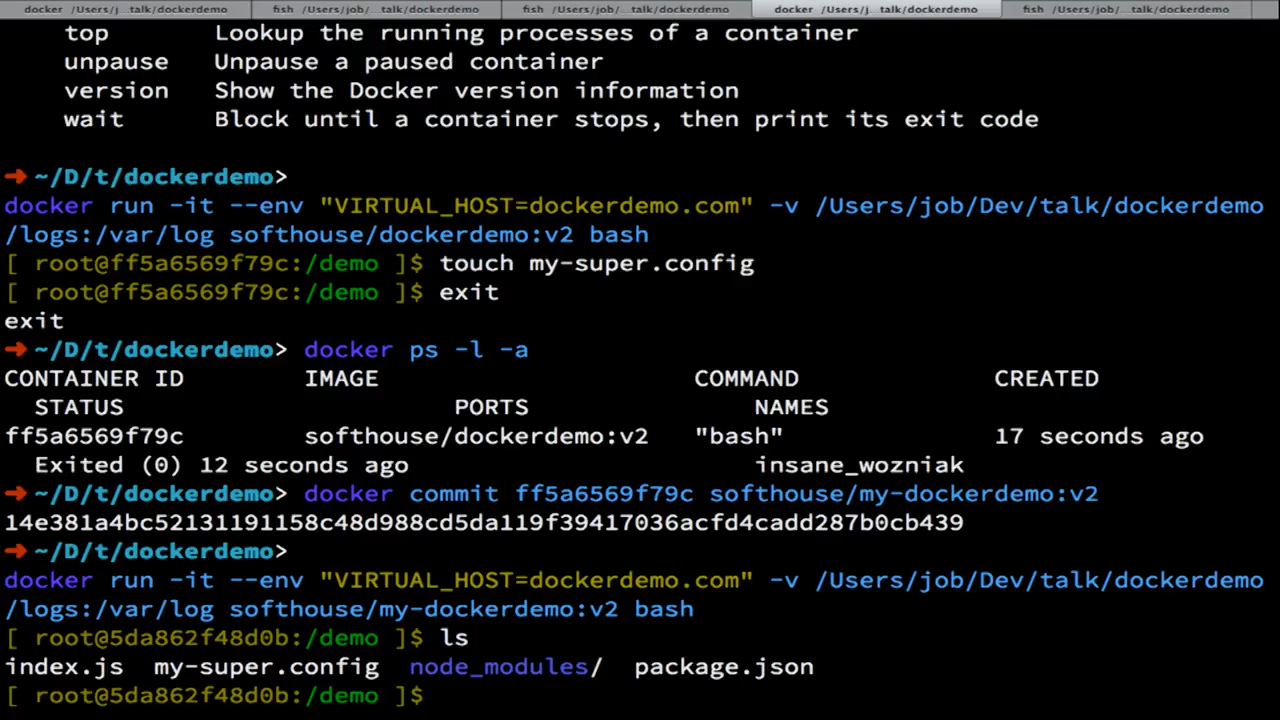 docker /Users/j...talk/dockerdemo fish /Users/job/...talk/dockerdemo fish /Users/job/...talk/dockerdemo docker /Users/j...talk/dockerdemo fish /Users/job/...talk/dockerdemo
top Lookup the running processes of a container
unpause Unpause a paused container
version Show the Docker version information
wait Block until a container stops, then print its exit code
➜ ~/D/t/dockerdemo>
docker run -it --env "VIRTUAL_HOST=dockerdemo.com" -v /Users/job/Dev/talk/dockerdemo
/logs:/var/log softhouse/dockerdemo:v2 bash
[ root@ff5a6569f79c:/demo ]$ touch my-super.config
[ root@ff5a6569f79c:/demo ]$ exit
exit
➜ ~/D/t/dockerdemo> docker ps -l -a
CONTAINER ID IMAGE COMMAND CREATED
STATUS PORTS NAMES
ff5a6569f79c softhouse/dockerdemo:v2 "bash" 17 seconds ago
Exited (0) 12 seconds ago insane_wozniak
➜ ~/D/t/dockerdemo> docker commit ff5a6569f79c softhouse/my-dockerdemo:v2
14e381a4bc52131191158c48d988cd5da119f39417036acfd4cadd287b0cb439
➜ ~/D/t/dockerdemo>
docker run -it --env "VIRTUAL_HOST=dockerdemo.com" -v /Users/job/Dev/talk/dockerdemo
/logs:/var/log softhouse/my-dockerdemo:v2 bash
[ root@5da862f48d0b:/demo ]$ ls
index.js my-super.config node_modules/ package.json
[ root@5da862f48d0b:/demo ]$